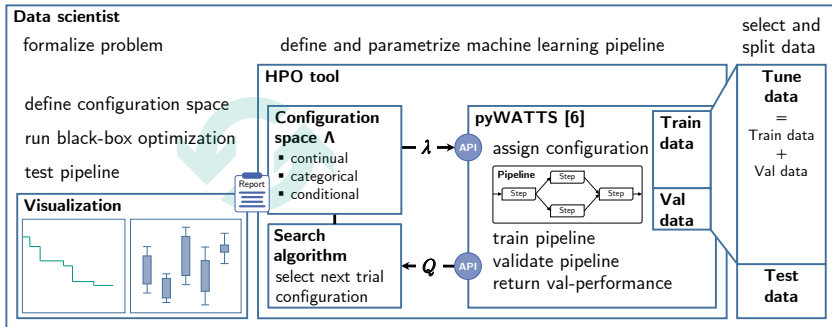 Data scientist
formalize problem
define and parametrize machine learning pipeline
select and
split data
define configuration space
run black-box optimization
test pipeline
Visualization
Report
HPO tool
Configuration
space Λ
▪ continual
▪ categorical
▪ conditional
Search
algorithm
select next trial
configuration
λ
API
Q
API
pyWATTS [6]
assign configuration
Pipeline
Step
Step
Step
Step
train pipeline
validate pipeline
return val-performance
Train
data
Val
data
Tune
data
=
Train data
+
Val data
Test
data